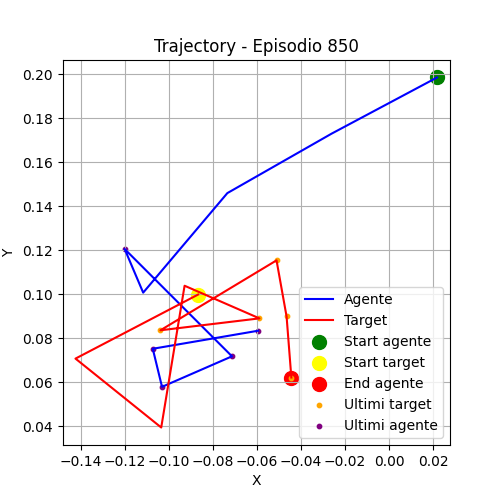 Trajectory - Episodio 850
0.20
0.18
0.16
0.14
0.12
0.10
0.08
0.06
0.04
Y
Agente
Target
Start agente
Start target
End agente
Ultimi target
Ultimi agente
−0.14 −0.12 −0.10 −0.08 −0.06 −0.04 −0.02 0.00 0.02
X